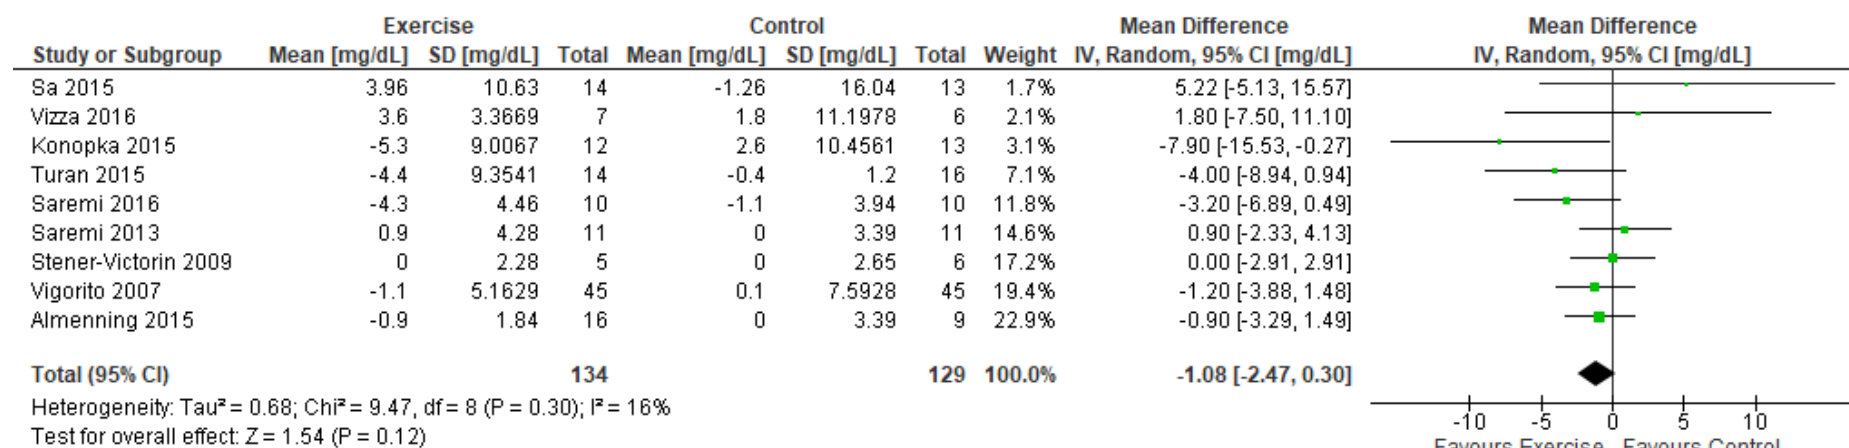 Exercise Control Mean Difference Mean Difference
Study or Subgroup Mean [mg/dL] SD [mg/dL] Total Mean [mg/dL] SD [mg/dL] Total Weight IV, Random, 95% CI [mg/dL] IV, Random, 95% CI [mg/dL]
Sa 2015 3.96 10.63 14 -1.26 16.04 13 1.7% 5.22 [-5.13, 15.57]
Vizza 2016 3.6 3.3669 7 1.8 11.1978 6 2.1% 1.80 [-7.50, 11.10]
Konopka 2015 -5.3 9.0067 12 2.6 10.4561 13 3.1% -7.90 [-15.53, -0.27]
Turan 2015 -4.4 9.3541 14 -0.4 1.2 16 7.1% -4.00 [-8.94, 0.94]
Saremi 2016 -4.3 4.46 10 -1.1 3.94 10 11.8% -3.20 [-6.89, 0.49]
Saremi 2013 0.9 4.28 11 0 3.39 11 14.6% 0.90 [-2.33, 4.13]
Stener-Victorin 2009 0 2.28 5 0 2.65 6 17.2% 0.00 [-2.91, 2.91]
Vigorito 2007 -1.1 5.1629 45 0.1 7.5928 45 19.4% -1.20 [-3.88, 1.48]
Almenning 2015 -0.9 1.84 16 0 3.39 9 22.9% -0.90 [-3.29, 1.49]
Total (95% CI) 134 129 100.0% -1.08 [-2.47, 0.30]
Heterogeneity: Tau² = 0.68; Chi² = 9.47, df = 8 (P = 0.30); I² = 16%
Test for overall effect: Z = 1.54 (P = 0.12)
-10 -5 0 5 10
Favours Exercise Favours Control